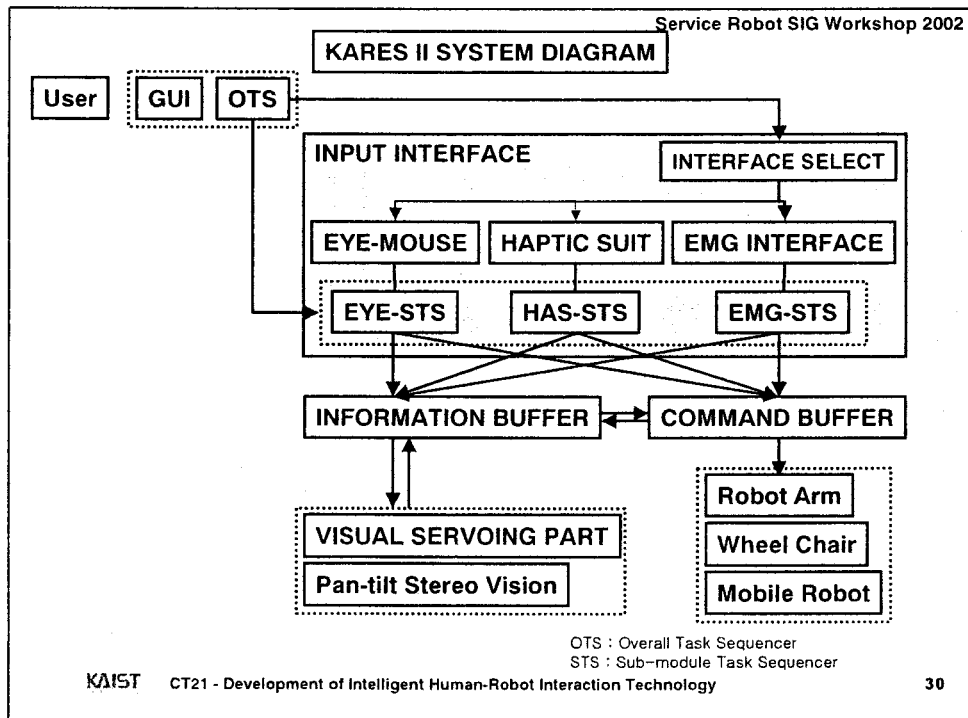 Service Robot SIG Workshop 2002
KARES II SYSTEM DIAGRAM
User
GUI
OTS
INPUT INTERFACE
INTERFACE SELECT
EYE-MOUSE
HAPTIC SUIT
EMG INTERFACE
EYE-STS
HAS-STS
EMG-STS
INFORMATION BUFFER
COMMAND BUFFER
VISUAL SERVOING PART
Pan-tilt Stereo Vision
Robot Arm
Wheel Chair
Mobile Robot
OTS : Overall Task Sequencer
STS : Sub-module Task Sequencer
KAIST CT21 - Development of Intelligent Human-Robot Interaction Technology 30